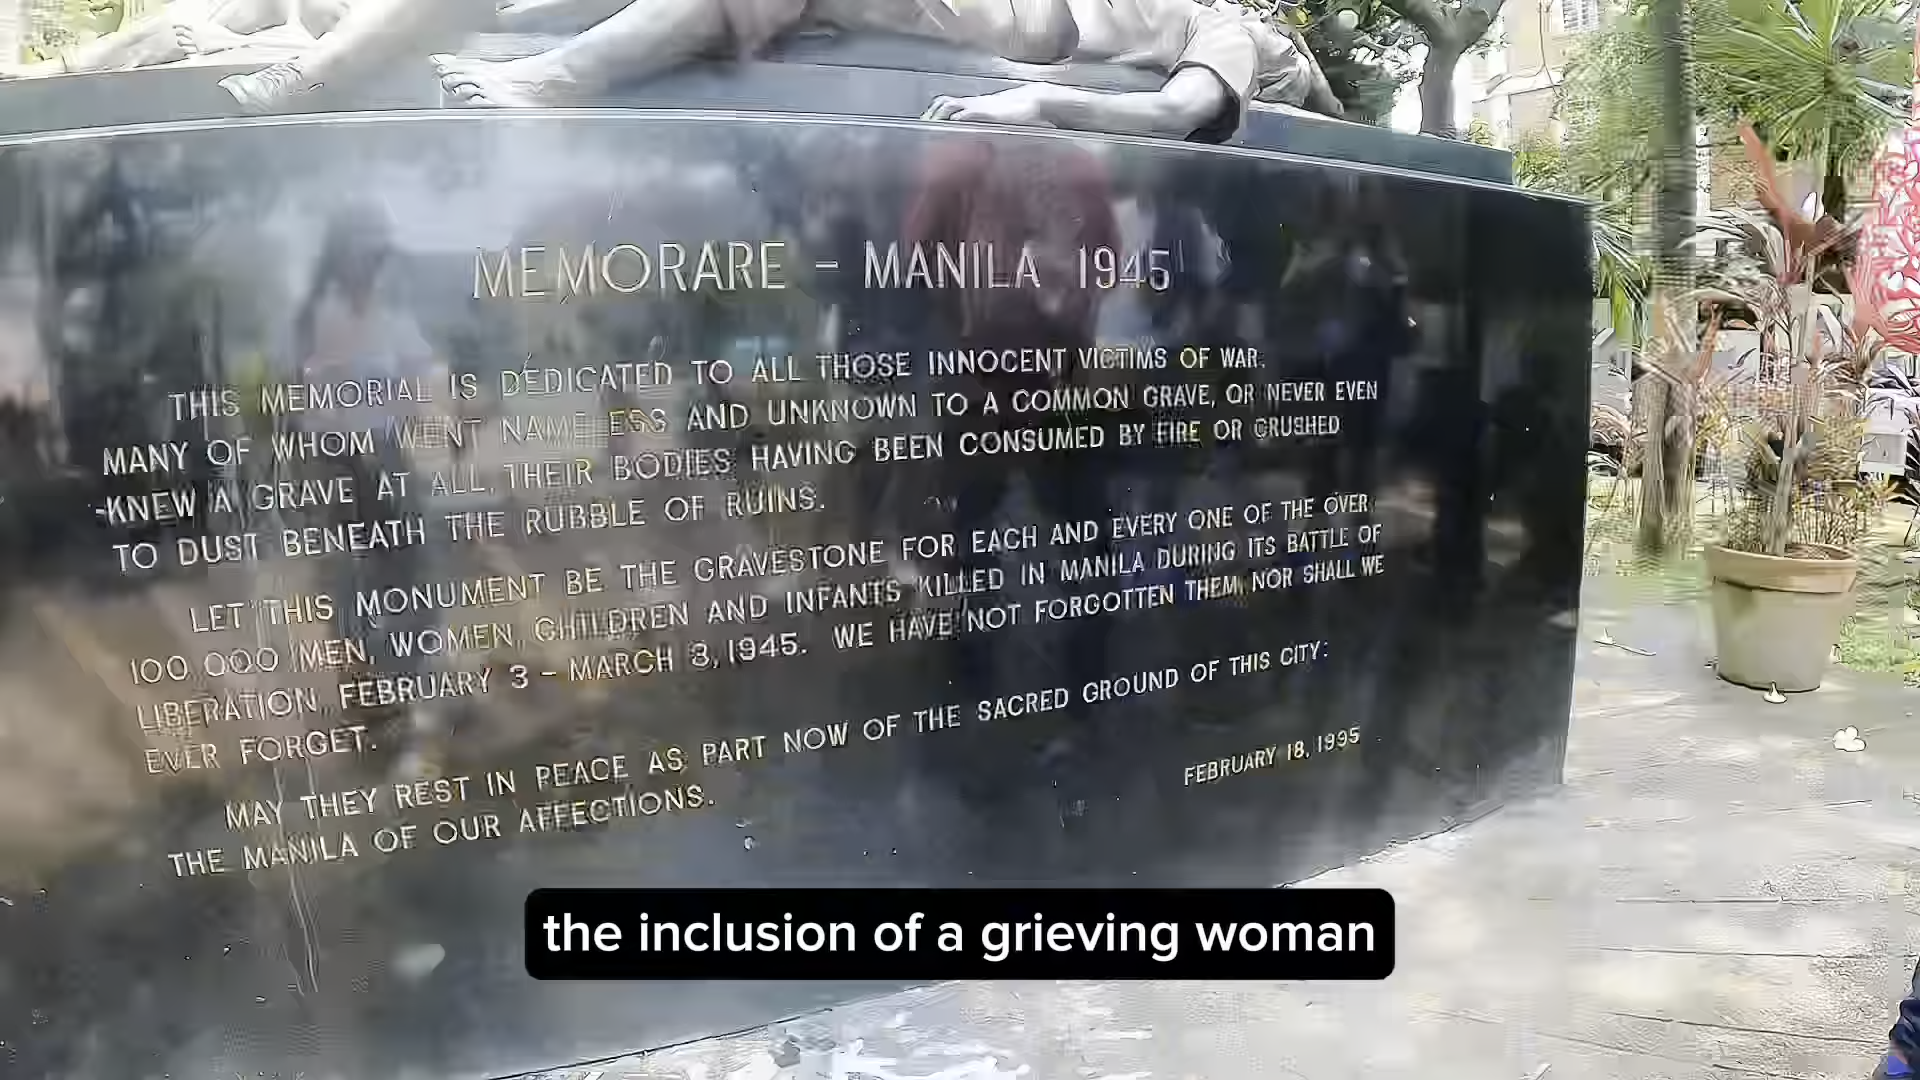 MEMORARE – MANILA 1945
THIS MEMORIAL IS DEDICATED TO ALL THOSE INNOCENT VICTIMS OF WAR,
MANY OF WHOM WENT NAMELESS AND UNKNOWN TO A COMMON GRAVE, OR NEVER EVEN
KNEW A GRAVE AT ALL, THEIR BODIES HAVING BEEN CONSUMED BY FIRE OR CRUSHED
TO DUST BENEATH THE RUBBLE OF RUINS.
LET THIS MONUMENT BE THE GRAVESTONE FOR EACH AND EVERY ONE OF THE OVER
100,000 MEN, WOMEN, CHILDREN AND INFANTS KILLED IN MANILA DURING ITS BATTLE OF
LIBERATION, FEBRUARY 3 – MARCH 3, 1945. WE HAVE NOT FORGOTTEN THEM, NOR SHALL WE
EVER FORGET.
MAY THEY REST IN PEACE AS PART NOW OF THE SACRED GROUND OF THIS CITY:
THE MANILA OF OUR AFFECTIONS.
FEBRUARY 18, 1995
the inclusion of a grieving woman